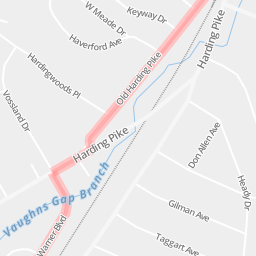 W Meade Dr
Keyway Dr
Haverford Ave
Harding Pike
Hardingwoods Pl
Old Harding Pike
Vossland Dr
Harding Pike
Don Allen Ave
Heady Dr
Vaughns Gap Branch
Gilman Ave
Warner Blvd
Taggart Ave